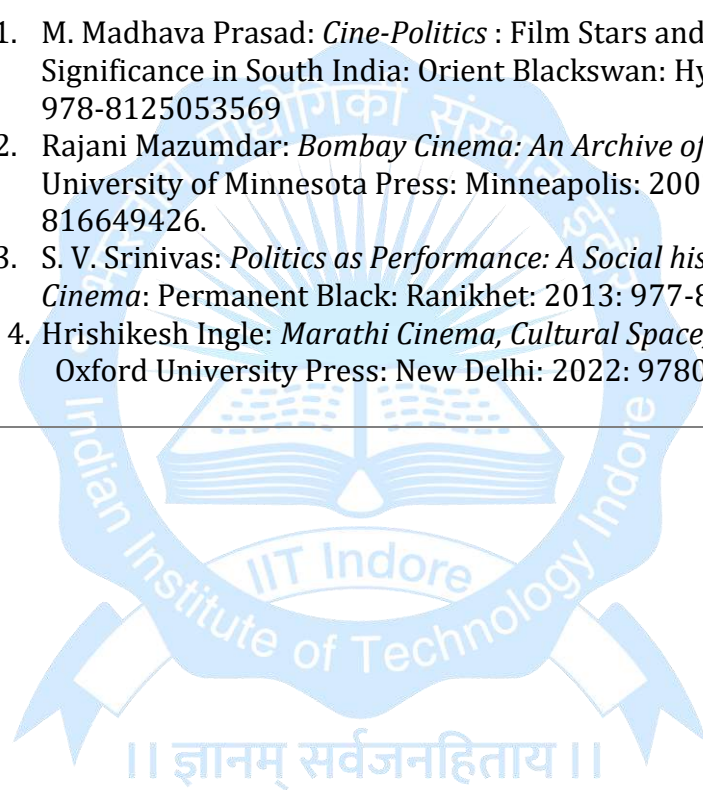 1. M. Madhava Prasad: Cine-Politics : Film Stars and
Significance in South India: Orient Blackswan: Hy
978-8125053569
2. Rajani Mazumdar: Bombay Cinema: An Archive of
University of Minnesota Press: Minneapolis: 200
816649426.
3. S. V. Srinivas: Politics as Performance: A Social his
Cinema: Permanent Black: Ranikhet: 2013: 977-8
4. Hrishikesh Ingle: Marathi Cinema, Cultural Space,
Oxford University Press: New Delhi: 2022: 9780
भारतीय प्रौद्योगिकी संस्थान इंदौर
IIT Indore
Indian Institute of Technology Indore
।। ज्ञानम् सर्वजनहिताय ।।